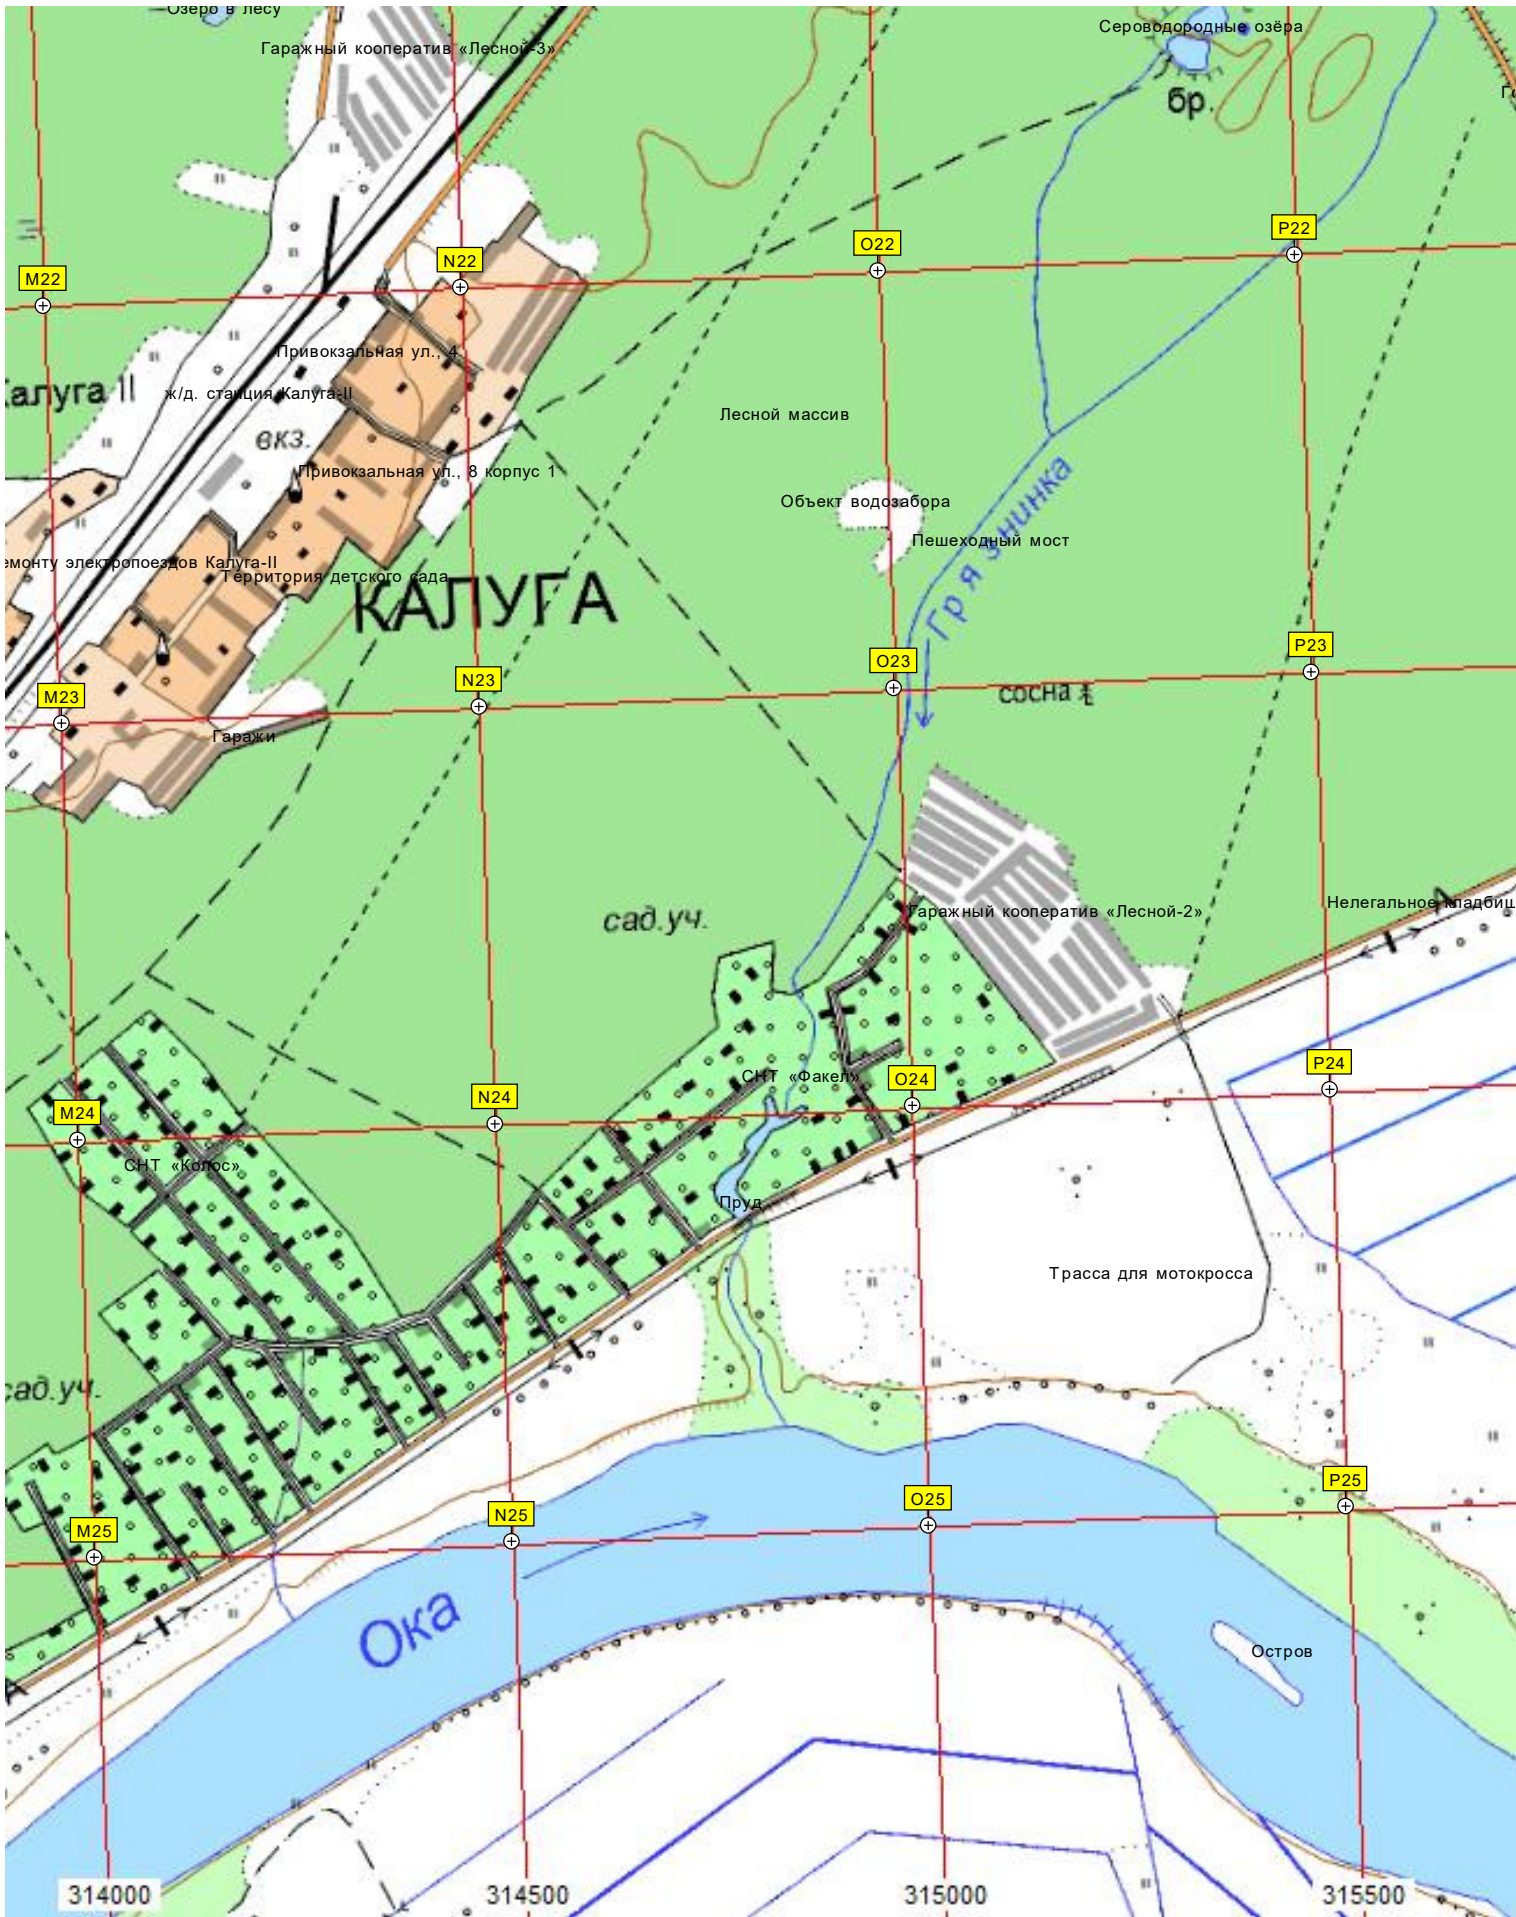 Озеро в лесу
Сероводородные озёра
Гаражный кооператив «Лесной-3»
бр.
P22
O22
N22
M22
Привокзальная ул., 4
ж/д. станция Калуга-II
Калуга II
Лесной массив
вкз.
Привокзальная ул., 8 корпус 1
Объект водозабора
Пешеходный мост
Грязнинка
емонту электропоездов Калуга-II
Территория детского сада
КАЛУГА
P23
O23
N23
M23
сосна
Гаражи
Нелегальное кладбищ
Гаражный кооператив «Лесной-2»
сад.уч.
P24
СНТ «Факел»
O24
N24
M24
СНТ «Колос»
Пруд
Трасса для мотокросса
сад.уч.
P25
O25
N25
M25
Ока
Остров
314000
314500
315000
315500